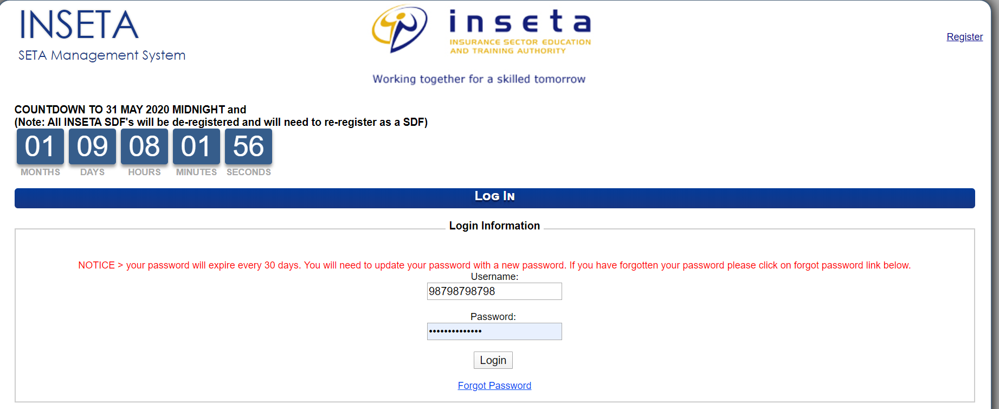 INSETA
SETA Management System
inseta
INSURANCE SECTOR EDUCATION
AND TRAINING AUTHORITY
Working together for a skilled tomorrow
Register
COUNTDOWN TO 31 MAY 2020 MIDNIGHT and
(Note: All INSETA SDF's will be de-registered and will need to re-register as a SDF)
01 09 08 01 56
MONTHS DAYS HOURS MINUTES SECONDS
LOG IN
Login Information
NOTICE > your password will expire every 30 days. You will need to update your password with a new password. If you have forgotten your password please click on forgot password link below.
Username:
98798798798
Password:
••••••••••••••
Login
Forgot Password